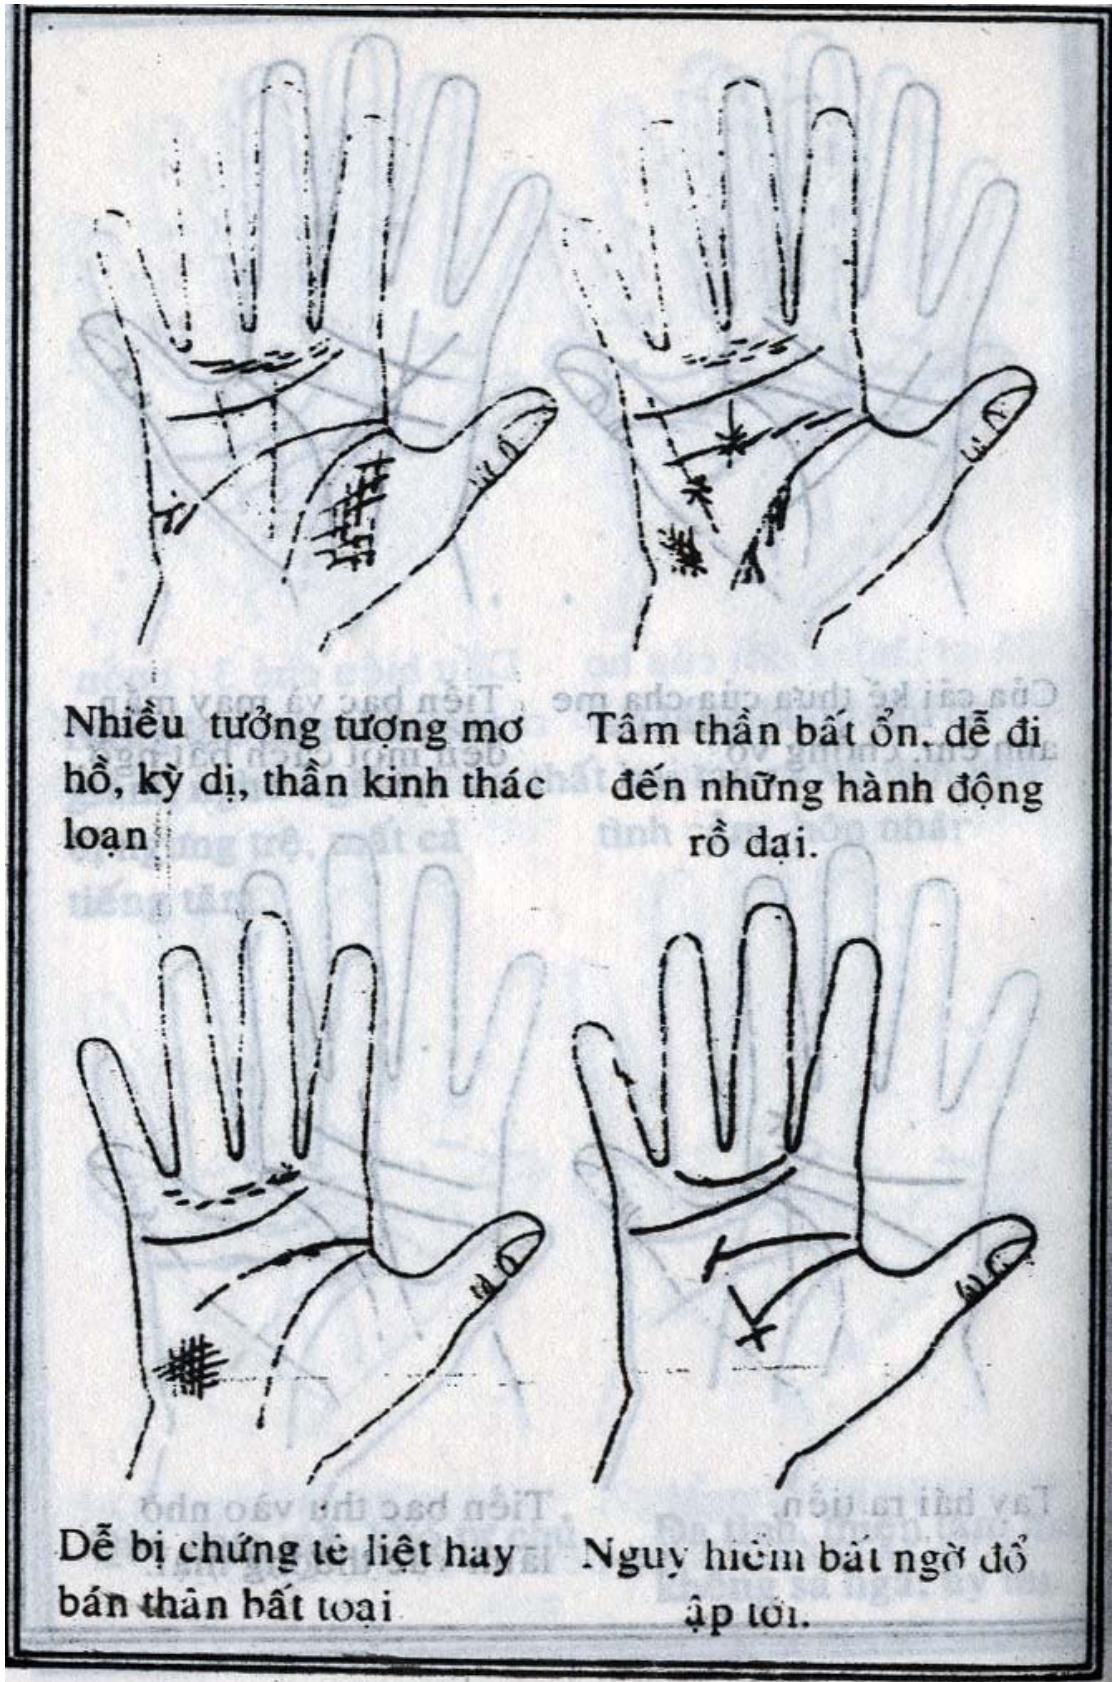 Nhiều tưởng tượng mơ
hồ, kỳ dị, thần kinh thác
loạn
Tâm thần bất ổn, dễ đi
đến những hành động
rồ dại.
Dễ bị chứng tê liệt hay
bán thân bất toại
Nguy hiểm bất ngờ đổ
ập tới.